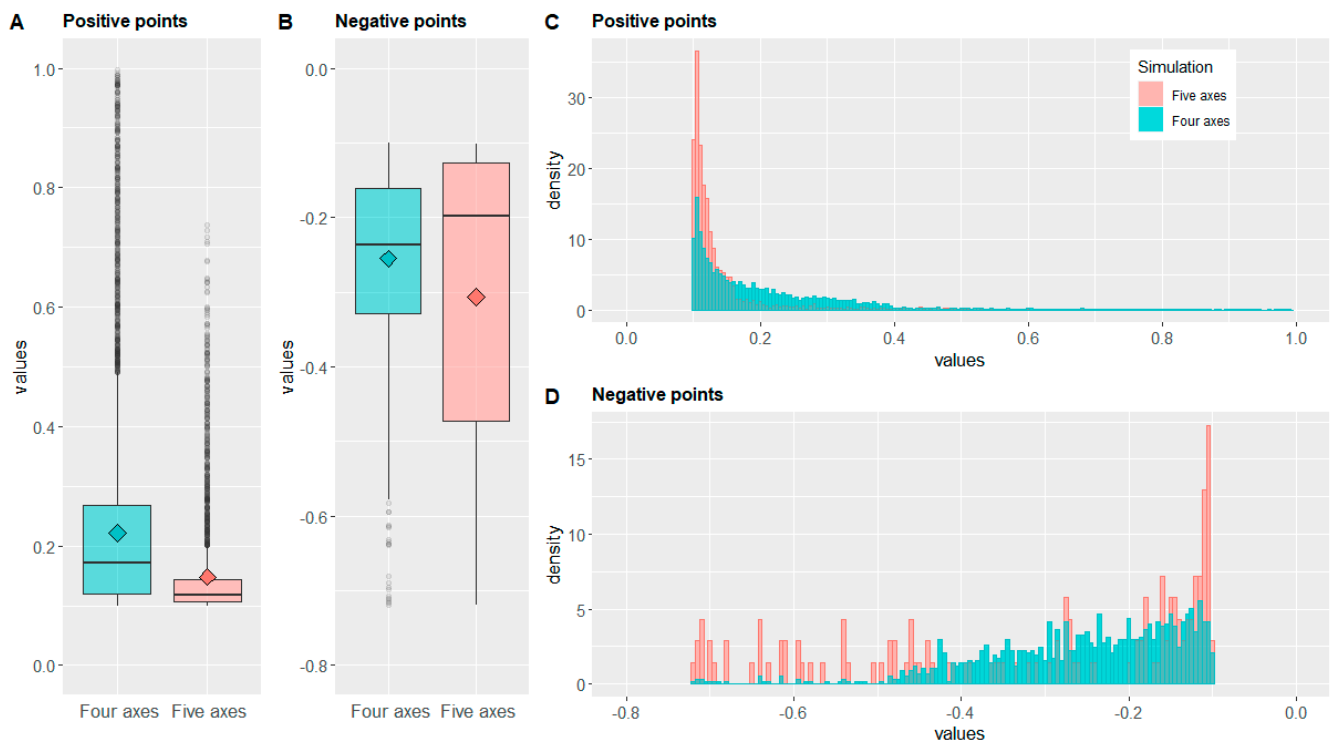 A Positive points
values
1.0
0.8
0.6
0.4
0.2
0.0
Four axes Five axes
B Negative points
values
0.0
-0.2
-0.4
-0.6
-0.8
Four axes Five axes
C Positive points
density
30
20
10
0
0.0 0.2 0.4 0.6 0.8 1.0
values
Simulation
Five axes
Four axes
D Negative points
density
15
10
5
0
-0.8 -0.6 -0.4 -0.2 0.0
values